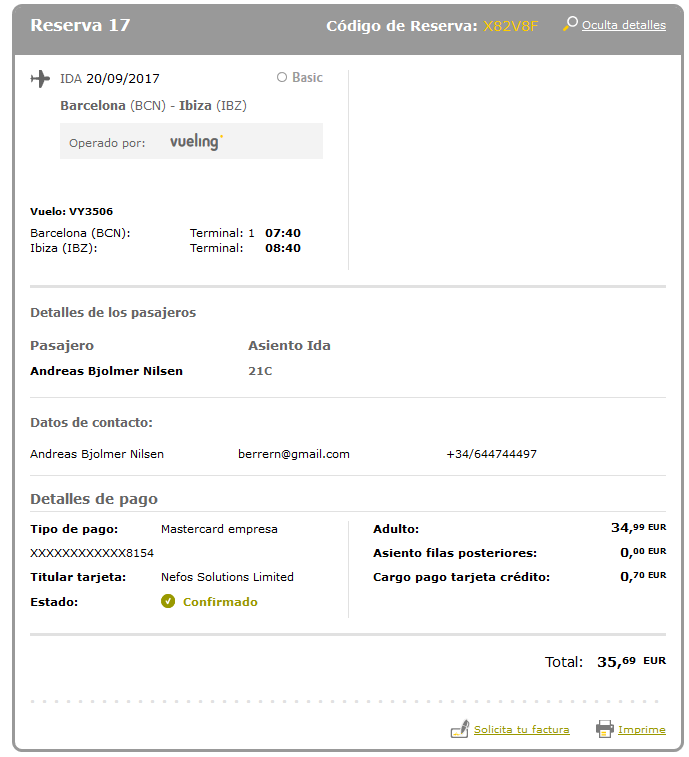 Reserva 17 Código de Reserva: X82V8F Oculta detalles
IDA 20/09/2017 Basic
Barcelona (BCN) - Ibiza (IBZ)
Operado por: vueling
Vuelo: VY3506
Barcelona (BCN): Terminal: 1 07:40
Ibiza (IBZ): Terminal: 08:40
Detalles de los pasajeros
Pasajero Asiento Ida
Andreas Bjolmer Nilsen 21C
Datos de contacto:
Andreas Bjolmer Nilsen berrern@gmail.com +34/644744497
Detalles de pago
Tipo de pago: Mastercard empresa Adulto: 34,99 EUR
XXXXXXXXXXXX8154 Asiento filas posteriores: 0,00 EUR
Titular tarjeta: Nefos Solutions Limited Cargo pago tarjeta crédito: 0,70 EUR
Estado: Confirmado
Total: 35,69 EUR
Solicita tu factura Imprime